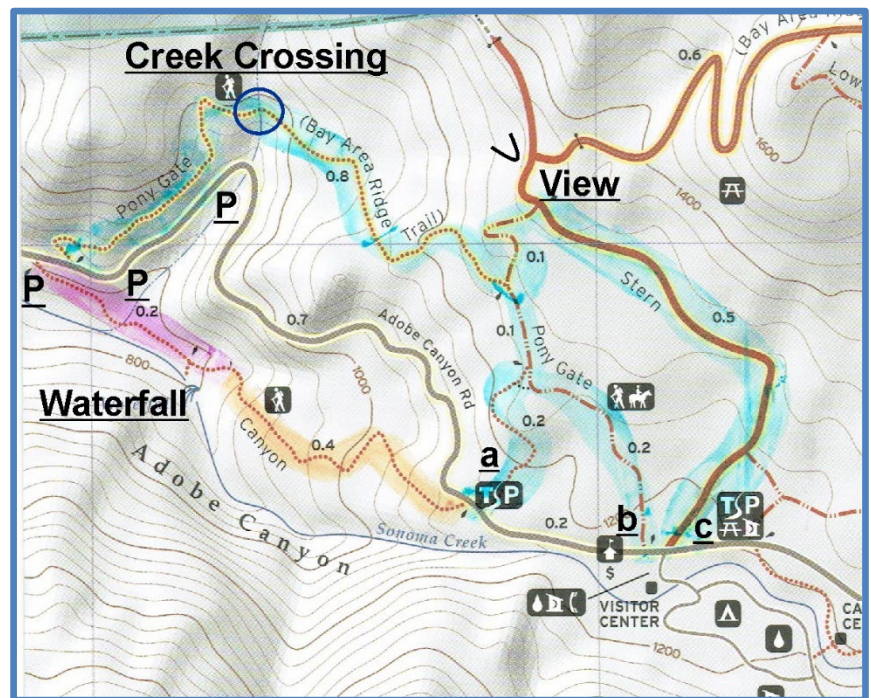 Creek Crossing
(Bay Area
Ridge
Trail)
0.8
Pony Gate
P
P
P
0.2
800
Waterfall
0.7
Adobe Canyon Rd
1000
Canyon
0.4
Adobe Canyon
Sonoma Creek
View
(Bay Area
0.6
1600
1400
Stern
0.5
0.1
0.1
Pony Gate
0.2
0.2
a
TS P
0.2
b
c
TS P
$
VISITOR
CENTER
1200